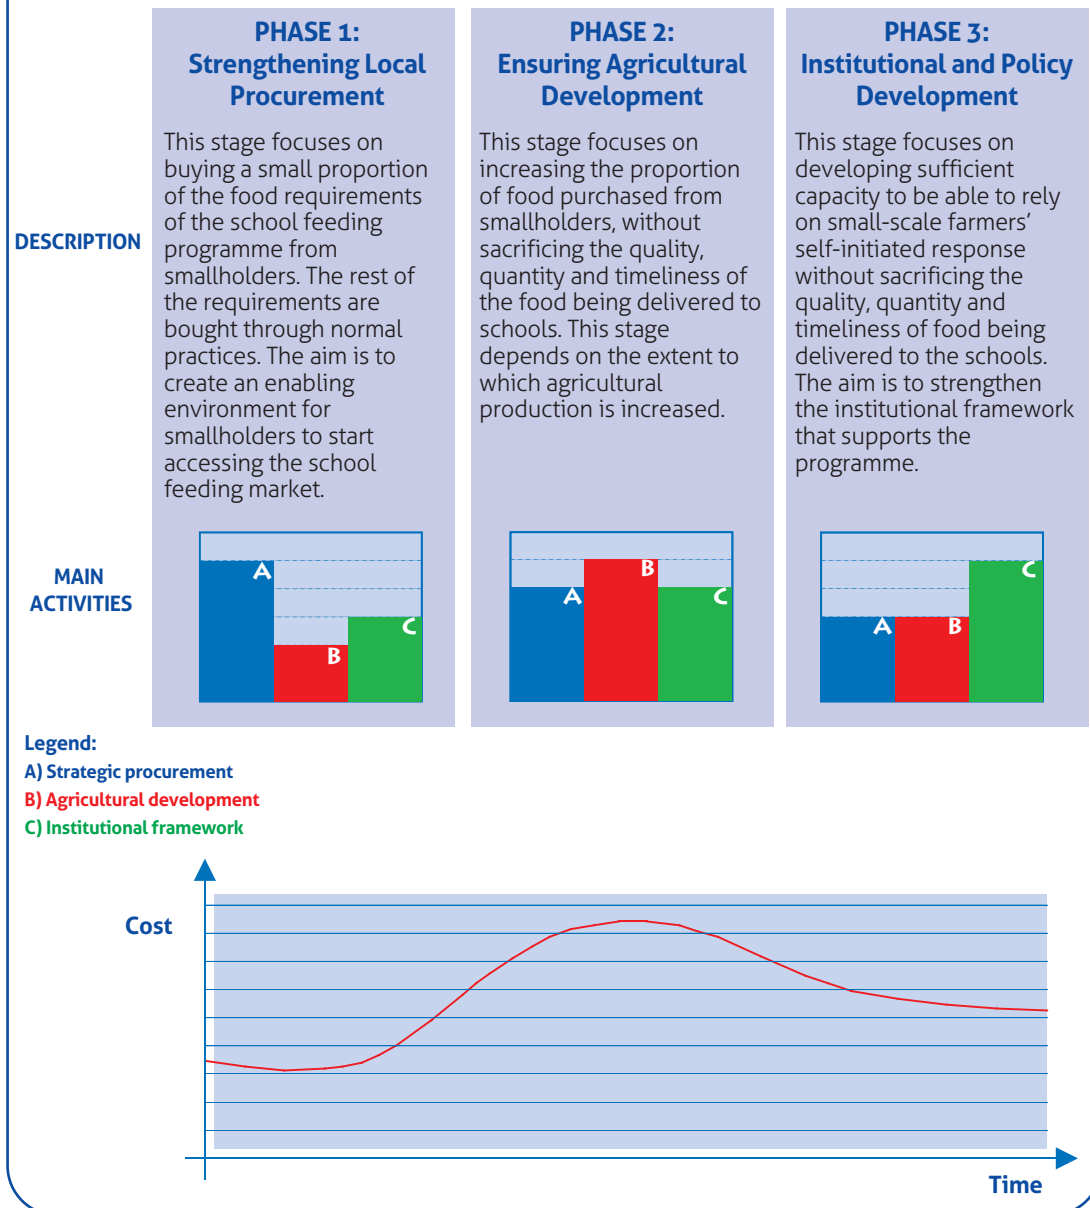 PHASE 1:
Strengthening Local
Procurement
This stage focuses on
buying a small proportion
of the food requirements
of the school feeding
programme from
smallholders. The rest of
the requirements are
bought through normal
practices. The aim is to
create an enabling
environment for
smallholders to start
accessing the school
feeding market.
PHASE 2:
Ensuring Agricultural
Development
This stage focuses on
increasing the proportion
of food purchased from
smallholders, without
sacrificing the quality,
quantity and timeliness of
the food being delivered to
schools. This stage
depends on the extent to
which agricultural
production is increased.
PHASE 3:
Institutional and Policy
Development
This stage focuses on
developing sufficient
capacity to be able to rely
on small-scale farmers’
self-initiated response
without sacrificing the
quality, quantity and
timeliness of food being
delivered to the schools.
The aim is to strengthen
the institutional framework
that supports the
programme.
DESCRIPTION
MAIN
ACTIVITIES
A
B
C
A
B
C
A
B
C
Legend:
A) Strategic procurement
B) Agricultural development
C) Institutional framework
Cost
Time